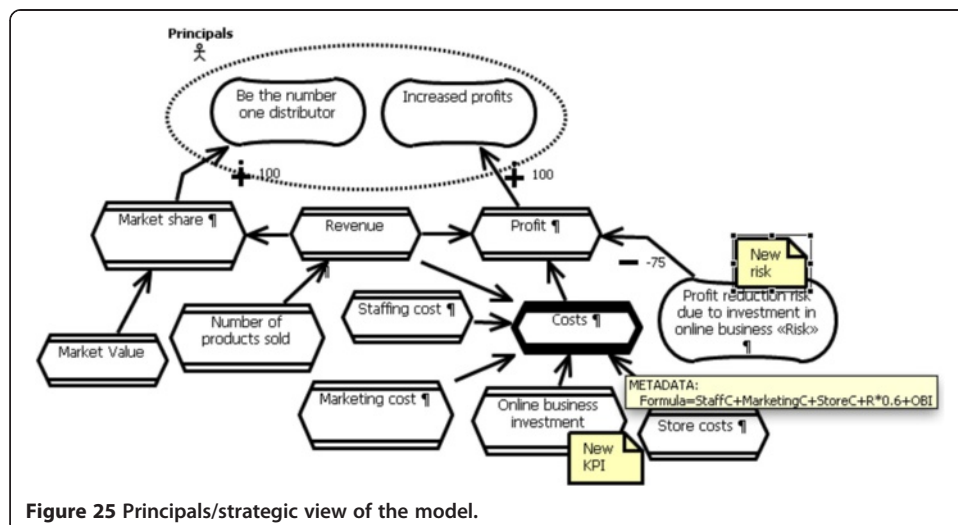 Principals
Be the number
one distributor
Increased profits
100
100
Market share ¶
Revenue
¶
Profit ¶
-75
New
risk
Profit reduction risk
due to investment in
online business «Risk»
¶
Staffing cost ¶
Costs ¶
Number of
products sold
Market Value
METADATA:
Formula=StaffC+MarketingC+StoreC+R*0.6+OBI
Marketing cost ¶
Online business
investment
Store costs ¶
New
KPI
Figure 25 Principals/strategic view of the model.